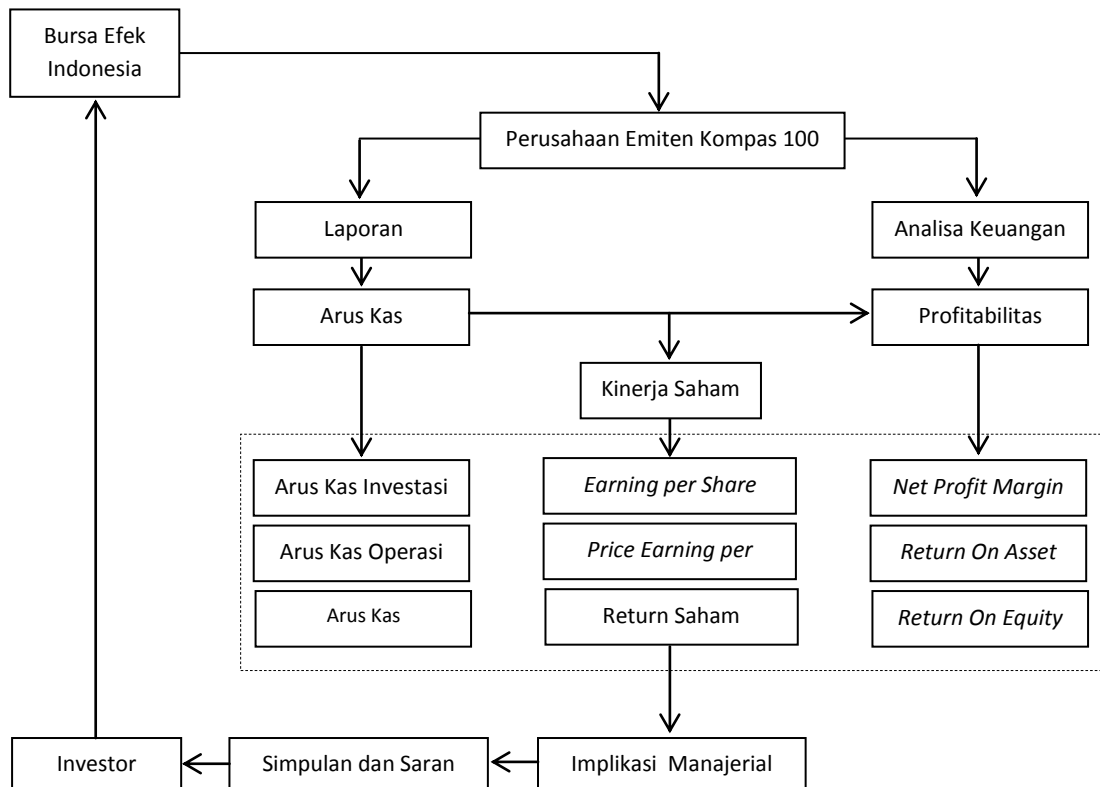 Bursa Efek
Indonesia
Perusahaan Emiten Kompas 100
Laporan
Analisa Keuangan
Arus Kas
Profitabilitas
Kinerja Saham
Arus Kas Investasi
Earning per Share
Net Profit Margin
Arus Kas Operasi
Price Earning per
Return On Asset
Arus Kas
Return Saham
Return On Equity
Investor
Simpulan dan Saran
Implikasi Manajerial